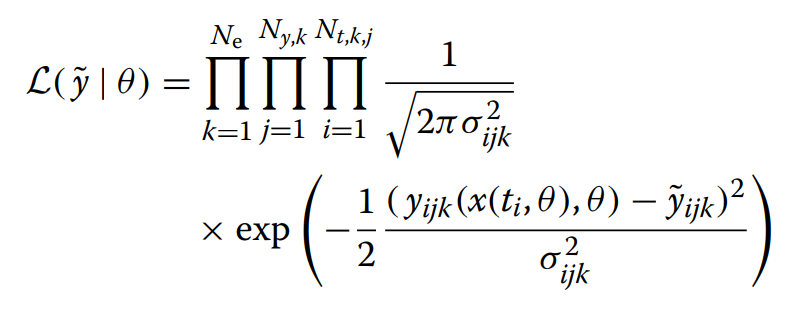 $\mathcal{L}(\tilde{y} \mid \theta) = \prod_{k=1}^{N_{\mathrm{e}}} \prod_{j=1}^{N_{y,k}} \prod_{i=1}^{N_{t,k,j}} \frac{1}{\sqrt{2\pi\sigma_{ijk}^{2}}}$
$\times \exp\left(-\frac{1}{2} \frac{(y_{ijk}(x(t_i,\theta),\theta) - \tilde{y}_{ijk})^{2}}{\sigma_{ijk}^{2}}\right)$